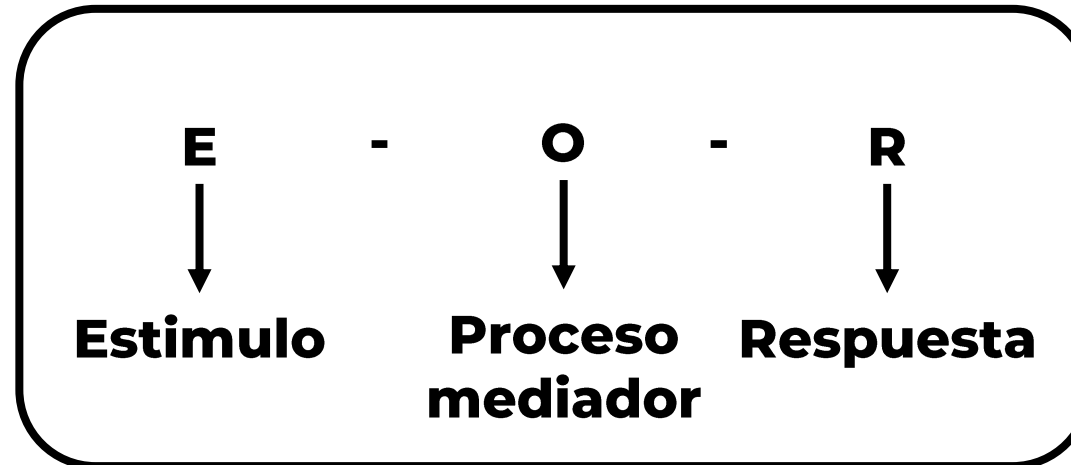 E - O - R
Estimulo
Proceso
mediador
Respuesta